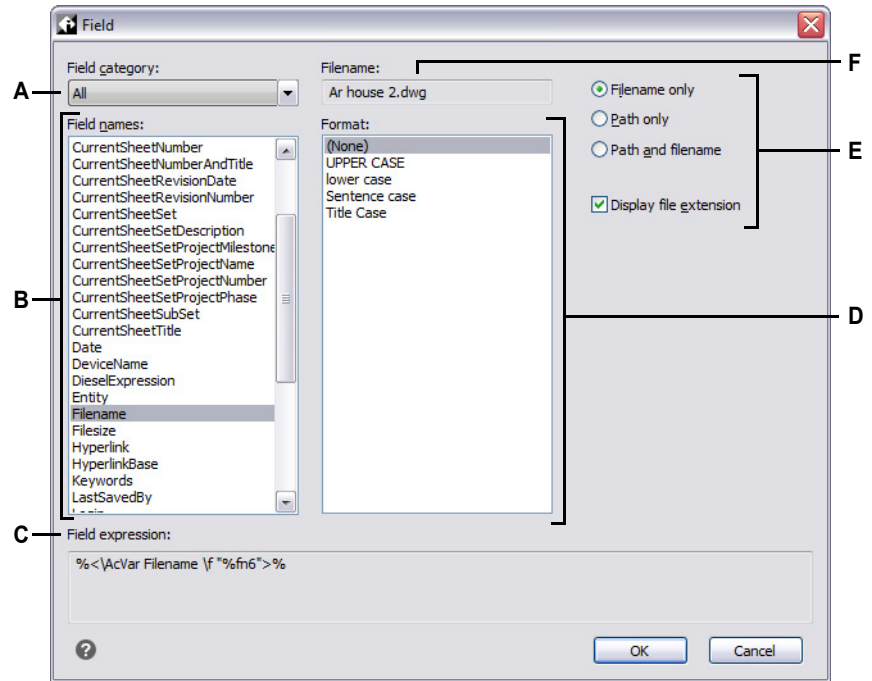 Field
Field category:
Filename:
F
A
All
Ar house 2.dwg
Filename only
Path only
Path and filename
Display file extension
E
Field names:
Format:
CurrentSheetNumber
CurrentSheetNumberAndTitle
CurrentSheetRevisionDate
CurrentSheetRevisionNumber
CurrentSheetSet
CurrentSheetSetDescription
CurrentSheetSetProjectMilestone
CurrentSheetSetProjectName
CurrentSheetSetProjectNumber
CurrentSheetSetProjectPhase
CurrentSheetSubSet
CurrentSheetTitle
Date
DeviceName
DieselExpression
Entity
Filename
Filesize
Hyperlink
HyperlinkBase
Keywords
LastSavedBy
B
(None)
UPPER CASE
lower case
Sentence case
Title Case
D
C
Field expression:
%<\AcVar Filename \f "%fn6">%
?
OK
Cancel